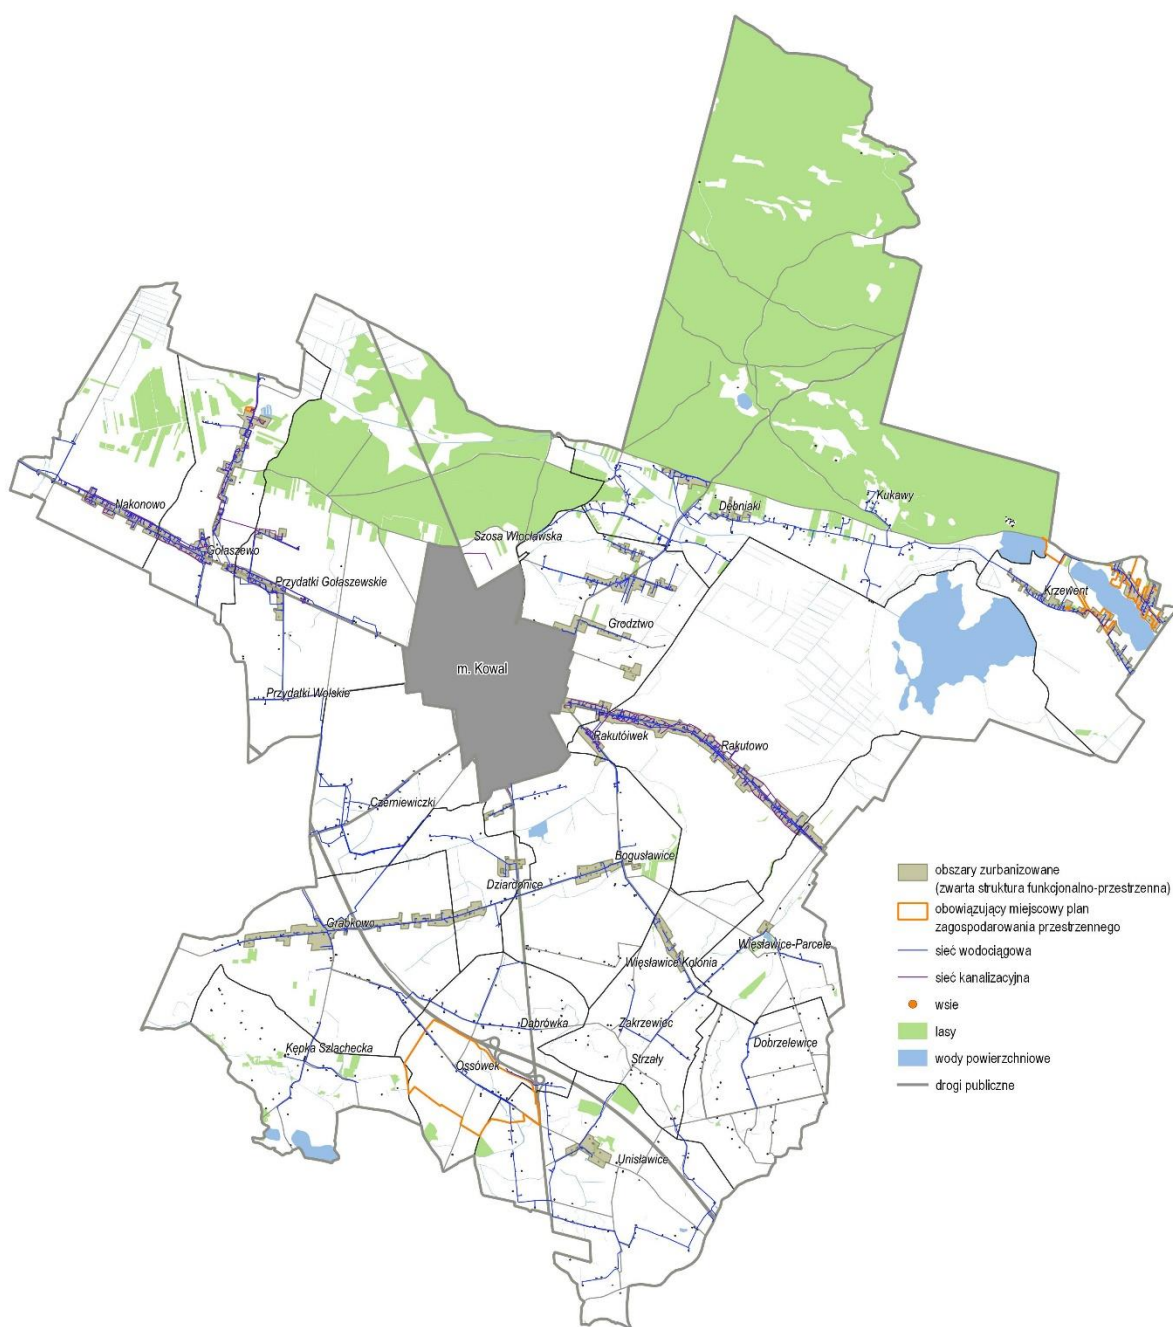 Nakonowo
Gołaszewo
Przydatki Gołaszewskie
Szosa Włocławska
Dębniaki
Kukawy
Krzewent
Grodztwo
m. Kowal
Przydatki Wolskie
Rakutówek
Rakutowo
Czerniewiczki
Bogusławice
Dziardonice
Grabkowo
Więsławice-Parcele
Więsławice Kolonia
Dąbrówka
Zakrzewiec
Dobrzelewice
Kępka Szlachecka
Ossówek
Strzały
Unisławice
obszary zurbanizowane
(zwarta struktura funkcjonalno-przestrzenna)
obowiązujący miejscowy plan
zagospodarowania przestrzennego
sieć wodociągowa
sieć kanalizacyjna
wsie
lasy
wody powierzchniowe
drogi publiczne